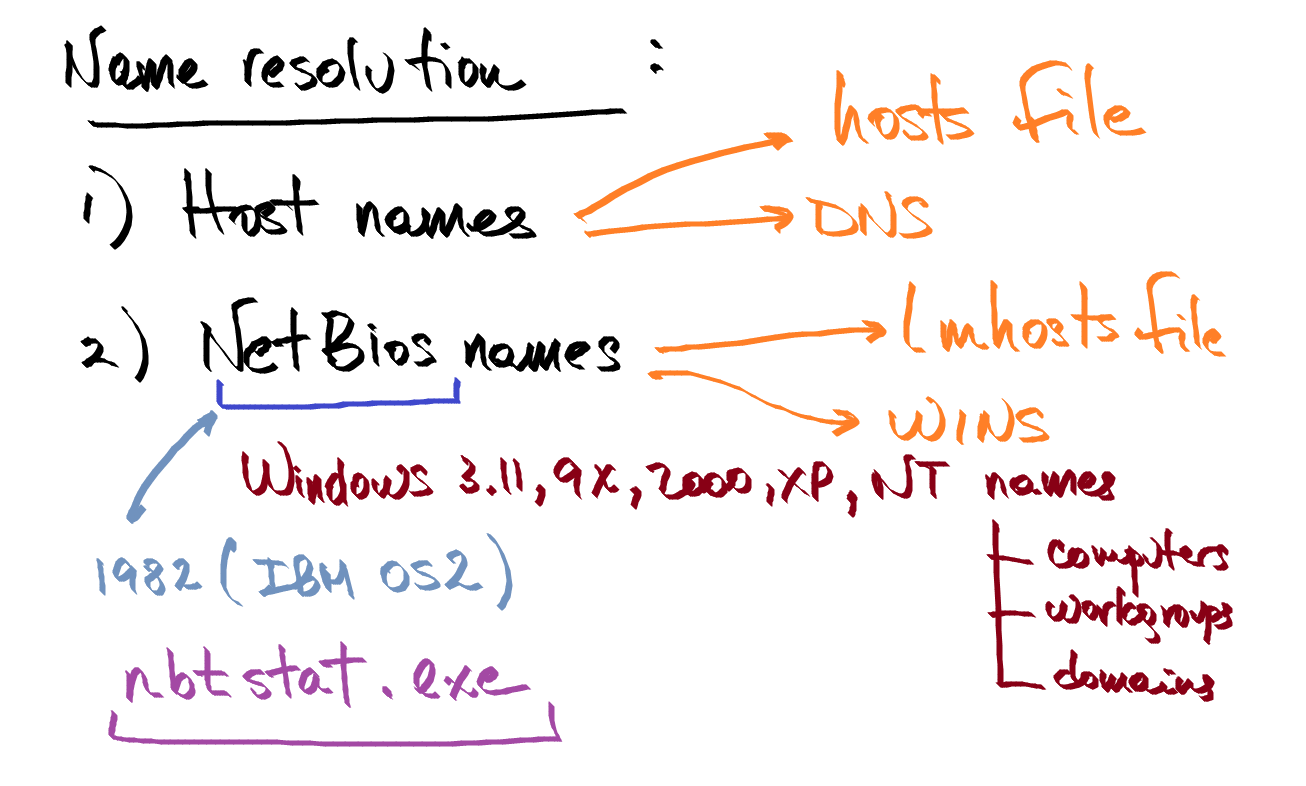 Name resolution :
hosts file
1) Host names
DNS
lmhosts file
2) NetBios names
WINS
Windows 3.11, 9X, 2000, XP, NT names
computers
1982 (IBM OS2)
workgroups
nbtstat.exe
domains